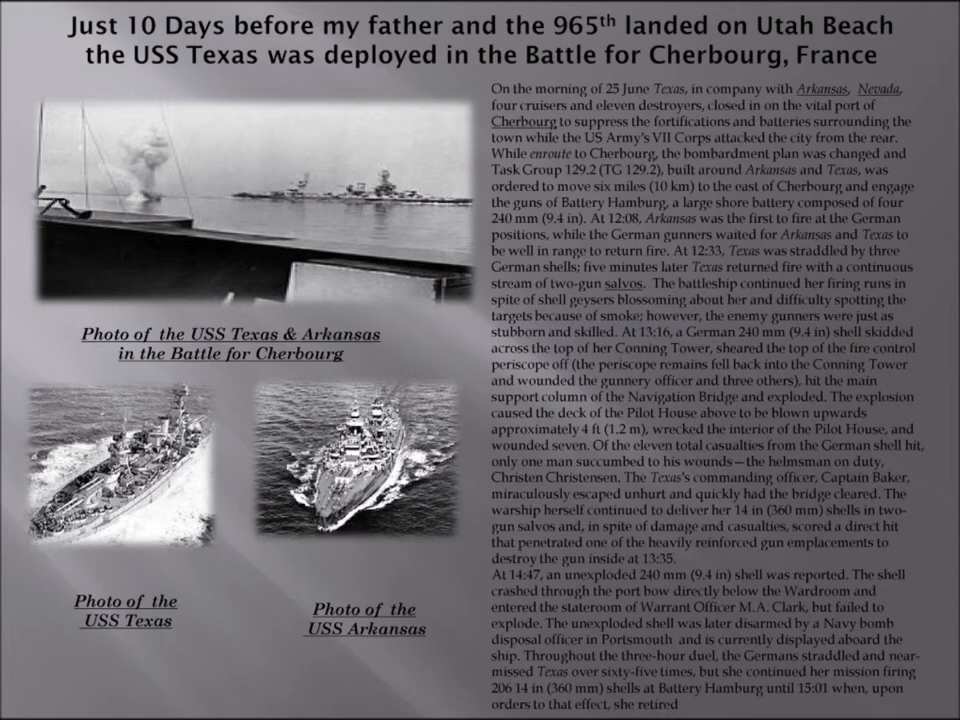 Just 10 Days before my father and the 965th landed on Utah Beach
the USS Texas was deployed in the Battle for Cherbourg, France
Photo of the USS Texas & Arkansas
in the Battle for Cherbourg
Photo of the
USS Texas
Photo of the
USS Arkansas
On the morning of 25 June Texas, in company with Arkansas, Nevada,
four cruisers and eleven destroyers, closed in on the vital port of
Cherbourg to suppress the fortifications and batteries surrounding the
town while the US Army's VII Corps attacked the city from the rear.
While enroute to Cherbourg, the bombardment plan was changed and
Task Group 129.2 (TG 129.2), built around Arkansas and Texas, was
ordered to move six miles (10 km) to the east of Cherbourg and engage
the guns of Battery Hamburg, a large shore battery composed of four
240 mm (9.4 in). At 12:08, Arkansas was the first to fire at the German
positions, while the German gunners waited for Arkansas and Texas to
be well in range to return fire. At 12:33, Texas was straddled by three
German shells; five minutes later Texas returned fire with a continuous
stream of two-gun salvos. The battleship continued her firing runs in
spite of shell geysers blossoming about her and difficulty spotting the
targets because of smoke; however, the enemy gunners were just as
stubborn and skilled. At 13:16, a German 240 mm (9.4 in) shell skidded
across the top of her Conning Tower, sheared the top of the fire control
periscope off (the periscope remains fell back into the Conning Tower
and wounded the gunnery officer and three others), hit the main
support column of the Navigation Bridge and exploded. The explosion
caused the deck of the Pilot House above to be blown upwards
approximately 4 ft (1.2 m), wrecked the interior of the Pilot House, and
wounded seven. Of the eleven total casualties from the German shell hit,
only one man succumbed to his wounds—the helmsman on duty,
Christen Christensen. The Texas's commanding officer, Captain Baker,
miraculously escaped unhurt and quickly had the bridge cleared. The
warship herself continued to deliver her 14 in (360 mm) shells in two-
gun salvos and, in spite of damage and casualties, scored a direct hit
that penetrated one of the heavily reinforced gun emplacements to
destroy the gun inside at 13:35.
At 14:47, an unexploded 240 mm (9.4 in) shell was reported. The shell
crashed through the port bow directly below the Wardroom and
entered the stateroom of Warrant Officer M.A. Clark, but failed to
explode. The unexploded shell was later disarmed by a Navy bomb
disposal officer in Portsmouth and is currently displayed aboard the
ship. Throughout the three-hour duel, the Germans straddled and near-
missed Texas over sixty-five times, but she continued her mission firing
206 14 in (360 mm) shells at Battery Hamburg until 15:01 when, upon
orders to that effect, she retired